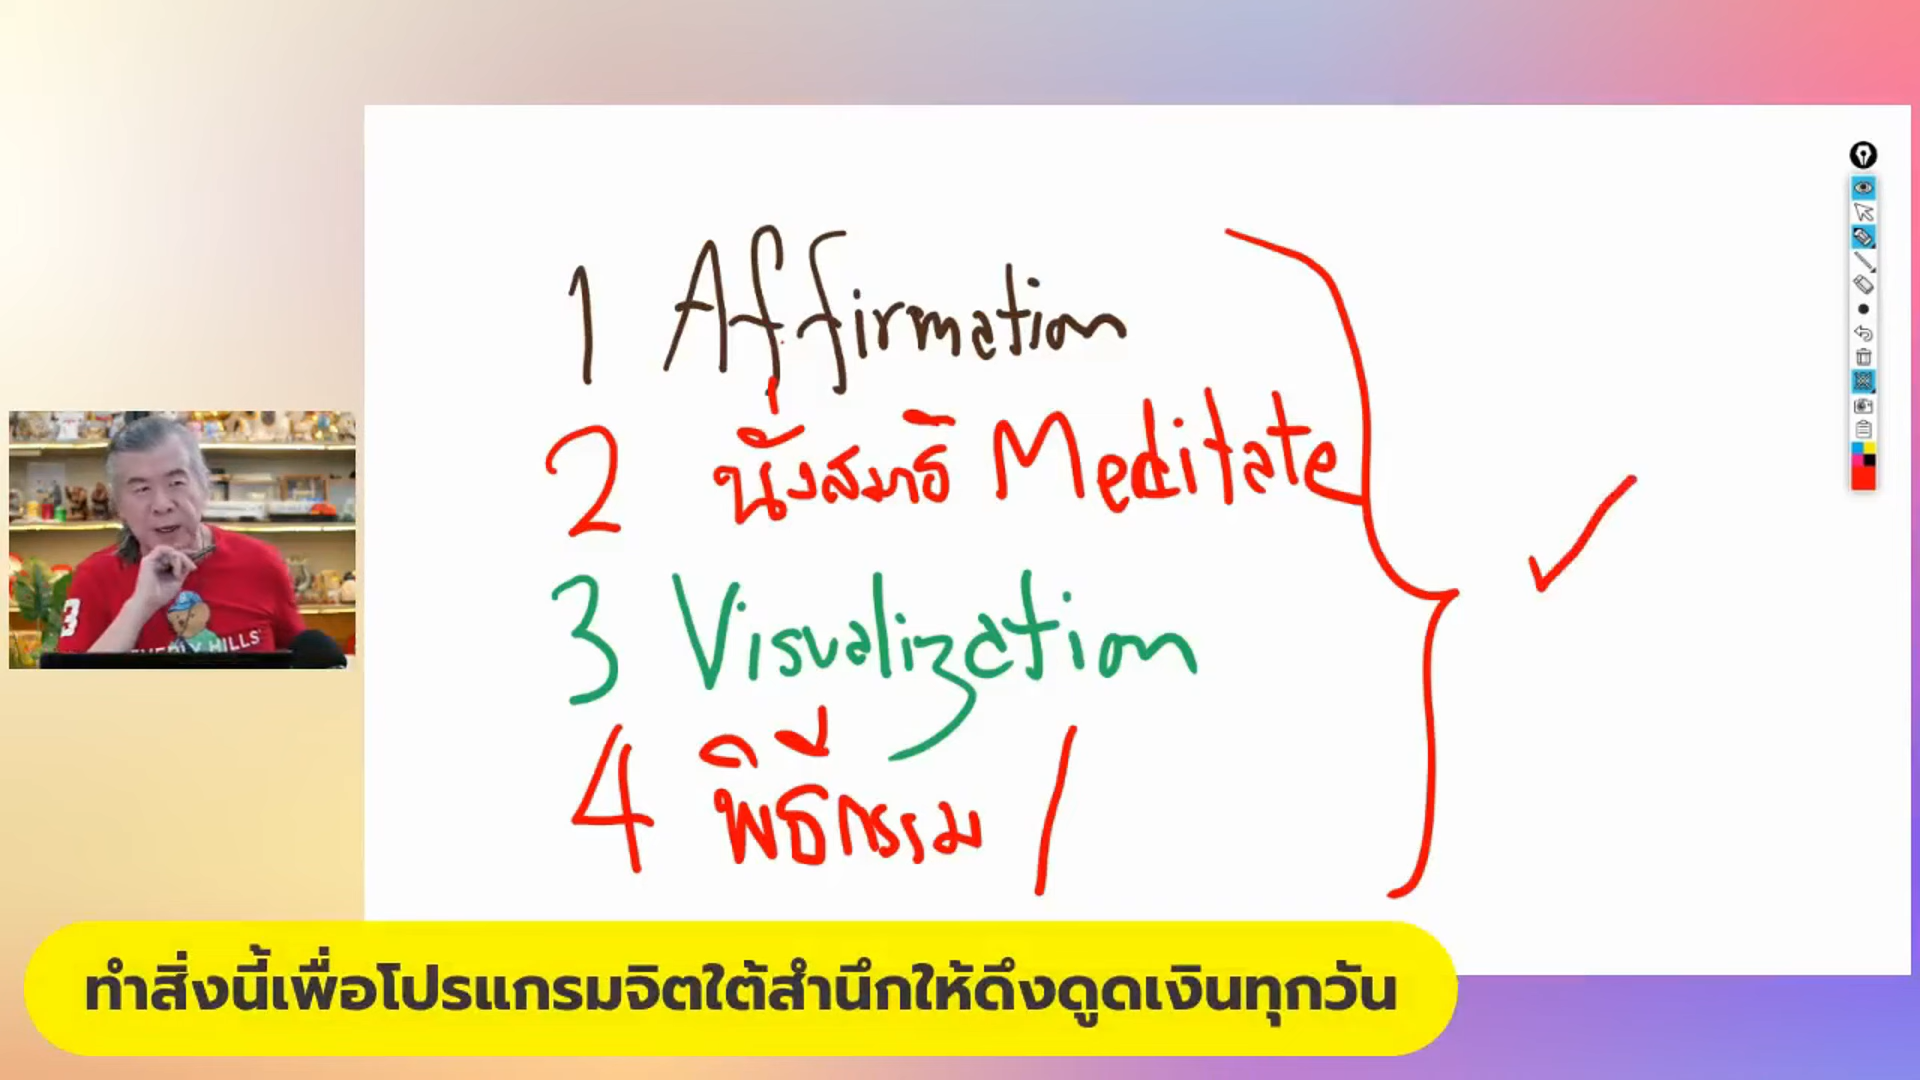 1 Affirmation
2 นั่งสมาธิ Meditate
3 Visualization
4 พิธีกรรม /
3
HILLS
ทำสิ่งนี้เพื่อโปรแกรมจิตใต้สำนึกให้ดึงดูดเงินทุกวัน